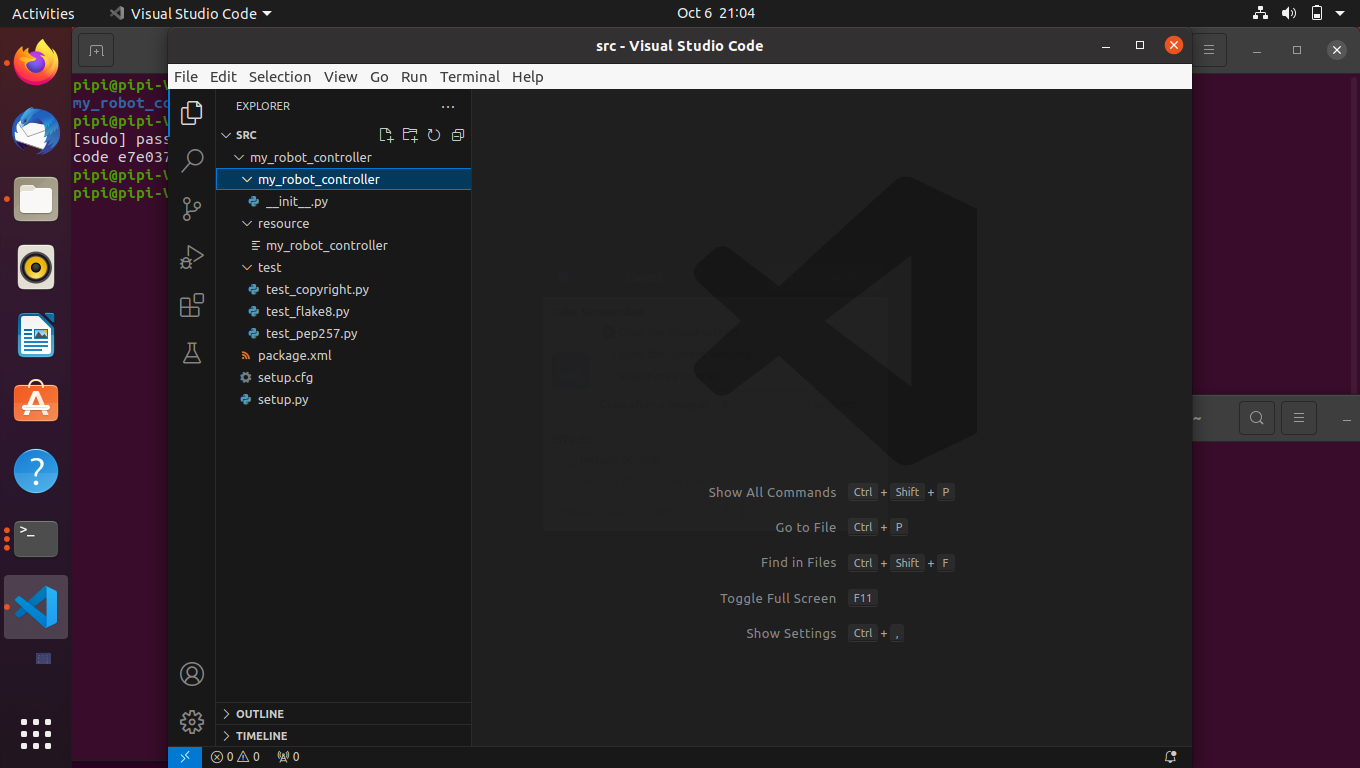 Activities
Visual Studio Code
Oct 6 21:04
src - Visual Studio Code
pipi@pipi-V
my_robot_co
pipi@pipi-V
[sudo] pass
code e7e037
pipi@pipi-V
pipi@pipi-V
File Edit Selection View Go Run Terminal Help
EXPLORER
SRC
my_robot_controller
my_robot_controller
__init__.py
resource
my_robot_controller
test
test_copyright.py
test_flake8.py
test_pep257.py
package.xml
setup.cfg
setup.py
OUTLINE
TIMELINE
Show All Commands Ctrl + Shift + P
Go to File Ctrl + P
Find in Files Ctrl + Shift + F
Toggle Full Screen F11
Show Settings Ctrl + ,
0 0 0
~